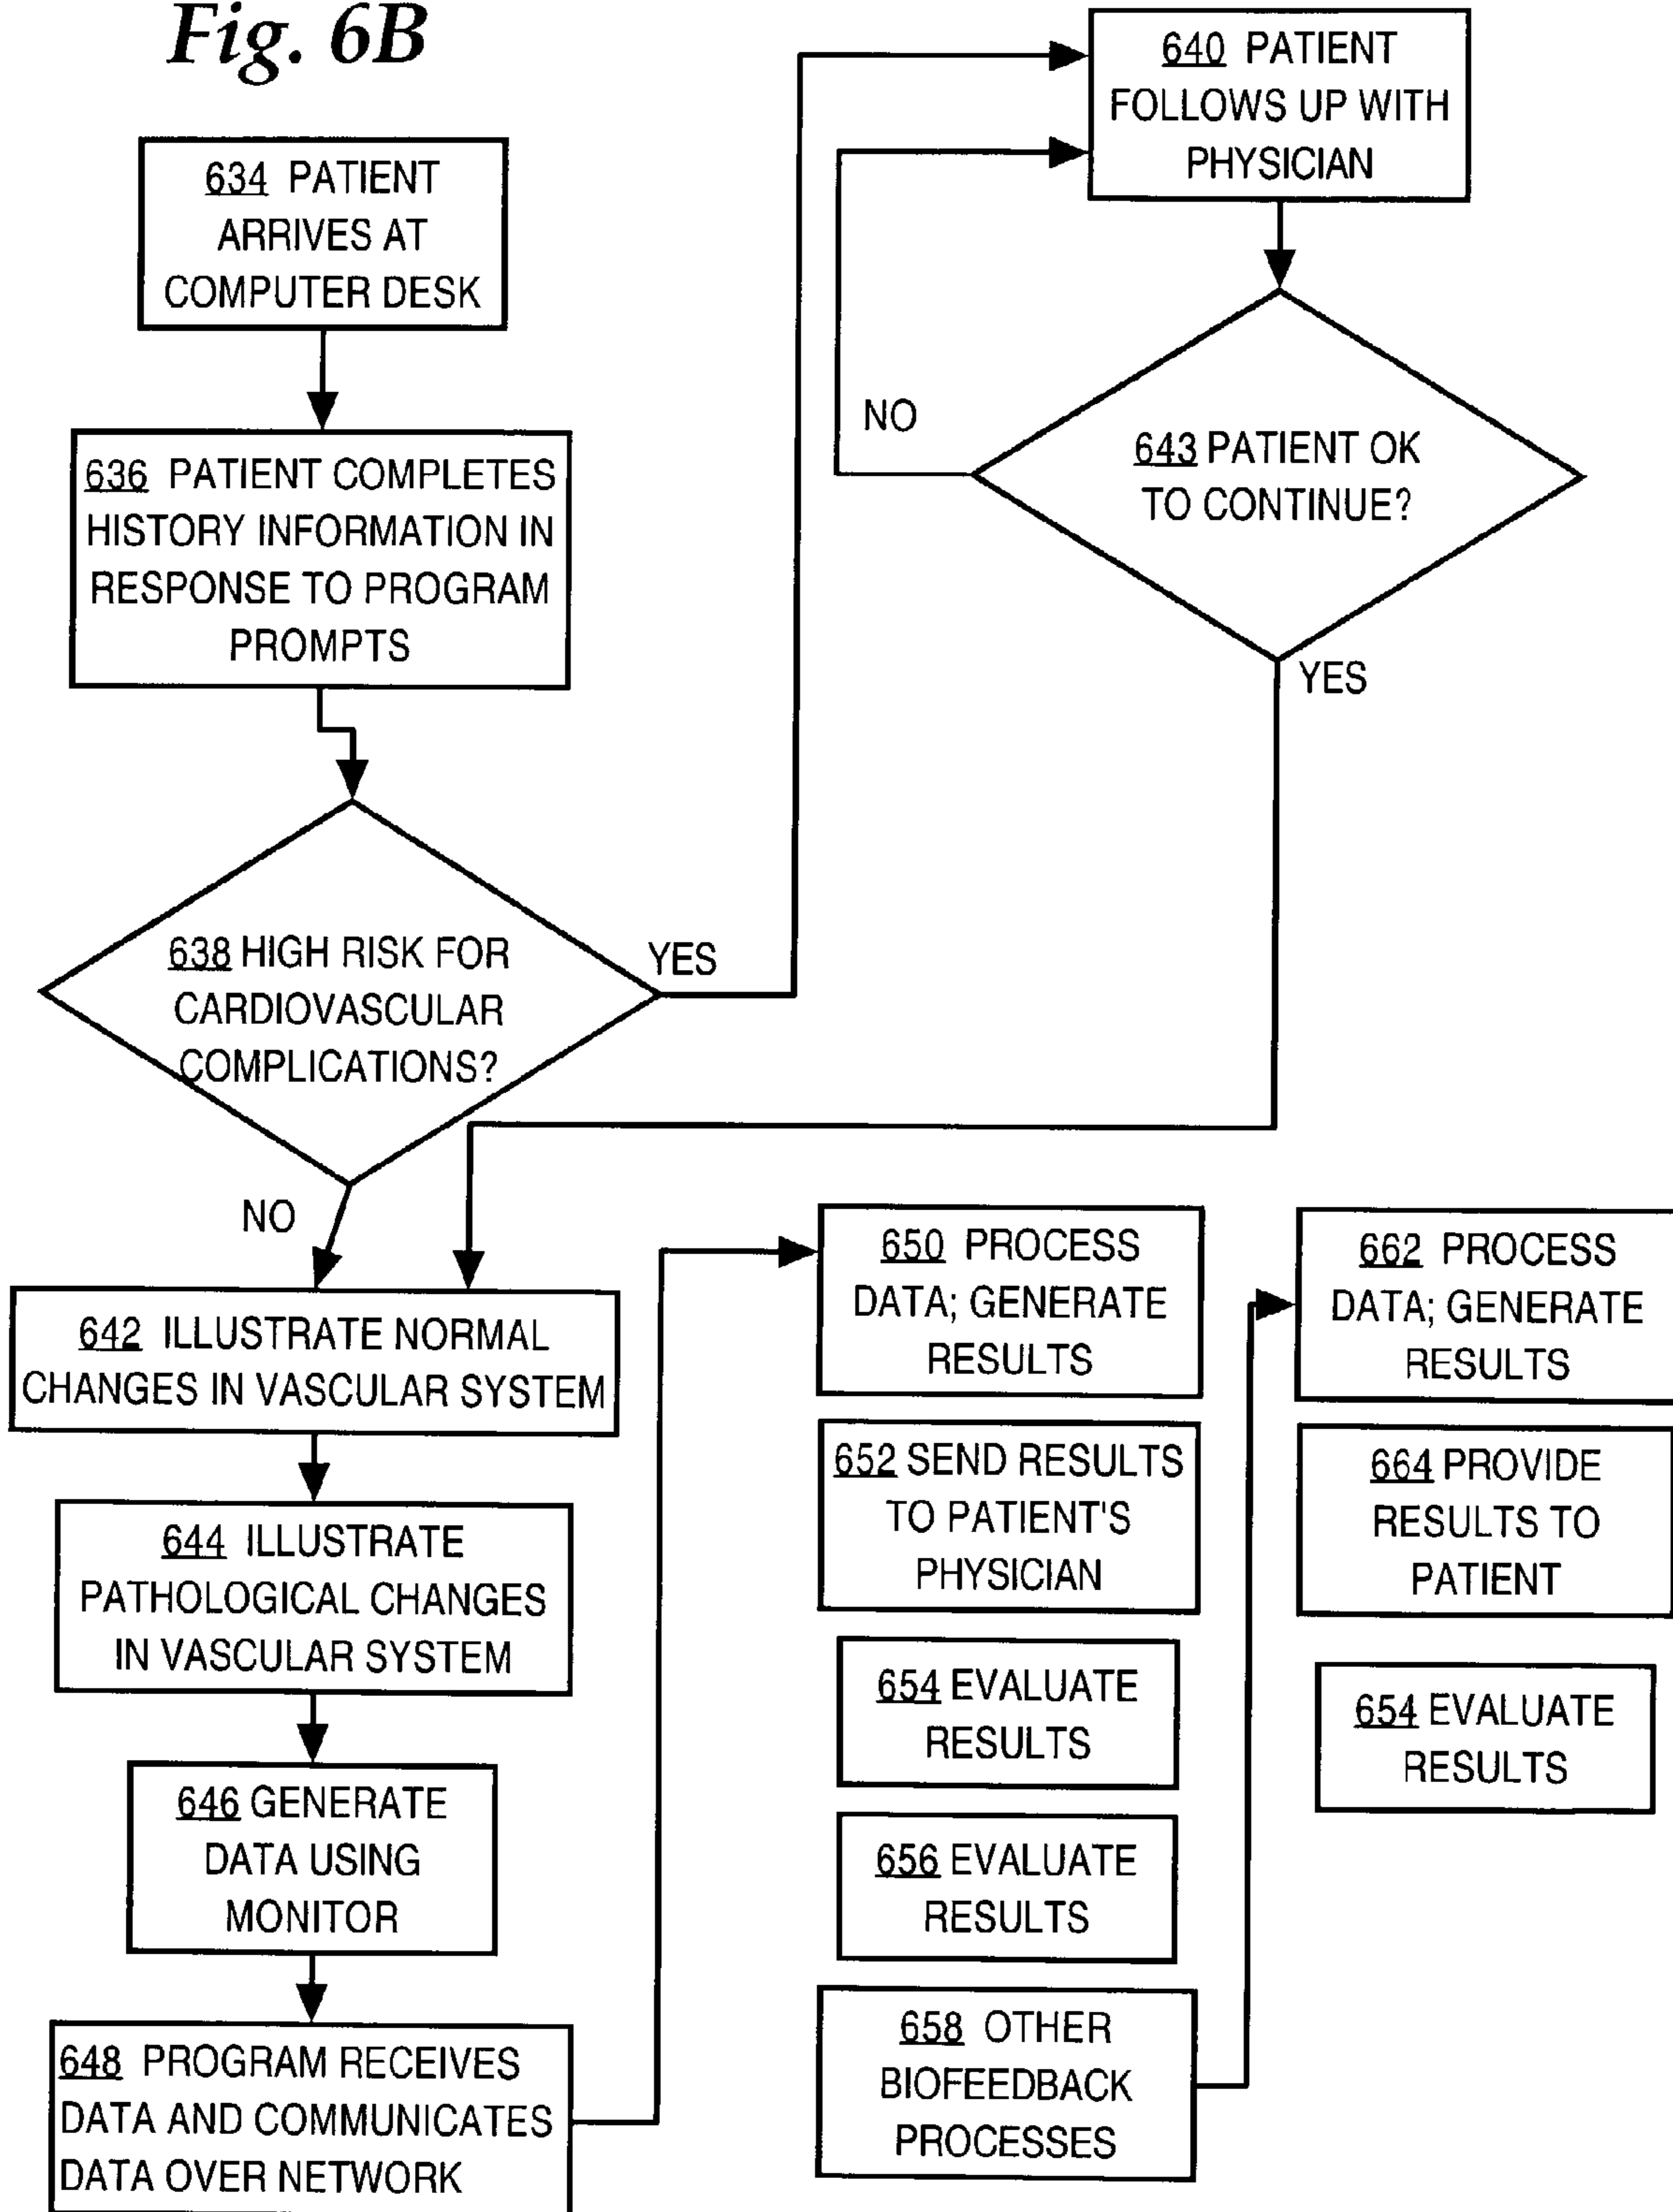 Fig. 6B
634 PATIENT
ARRIVES AT
COMPUTER DESK
636 PATIENT COMPLETES
HISTORY INFORMATION IN
RESPONSE TO PROGRAM
PROMPTS
638 HIGH RISK FOR
CARDIOVASCULAR
COMPLICATIONS?
YES
NO
640 PATIENT
FOLLOWS UP WITH
PHYSICIAN
643 PATIENT OK
TO CONTINUE?
NO
YES
642 ILLUSTRATE NORMAL
CHANGES IN VASCULAR SYSTEM
644 ILLUSTRATE
PATHOLOGICAL CHANGES
IN VASCULAR SYSTEM
646 GENERATE
DATA USING
MONITOR
648 PROGRAM RECEIVES
DATA AND COMMUNICATES
DATA OVER NETWORK
650 PROCESS
DATA; GENERATE
RESULTS
652 SEND RESULTS
TO PATIENT'S
PHYSICIAN
654 EVALUATE
RESULTS
656 EVALUATE
RESULTS
658 OTHER
BIOFEEDBACK
PROCESSES
662 PROCESS
DATA; GENERATE
RESULTS
664 PROVIDE
RESULTS TO
PATIENT
654 EVALUATE
RESULTS